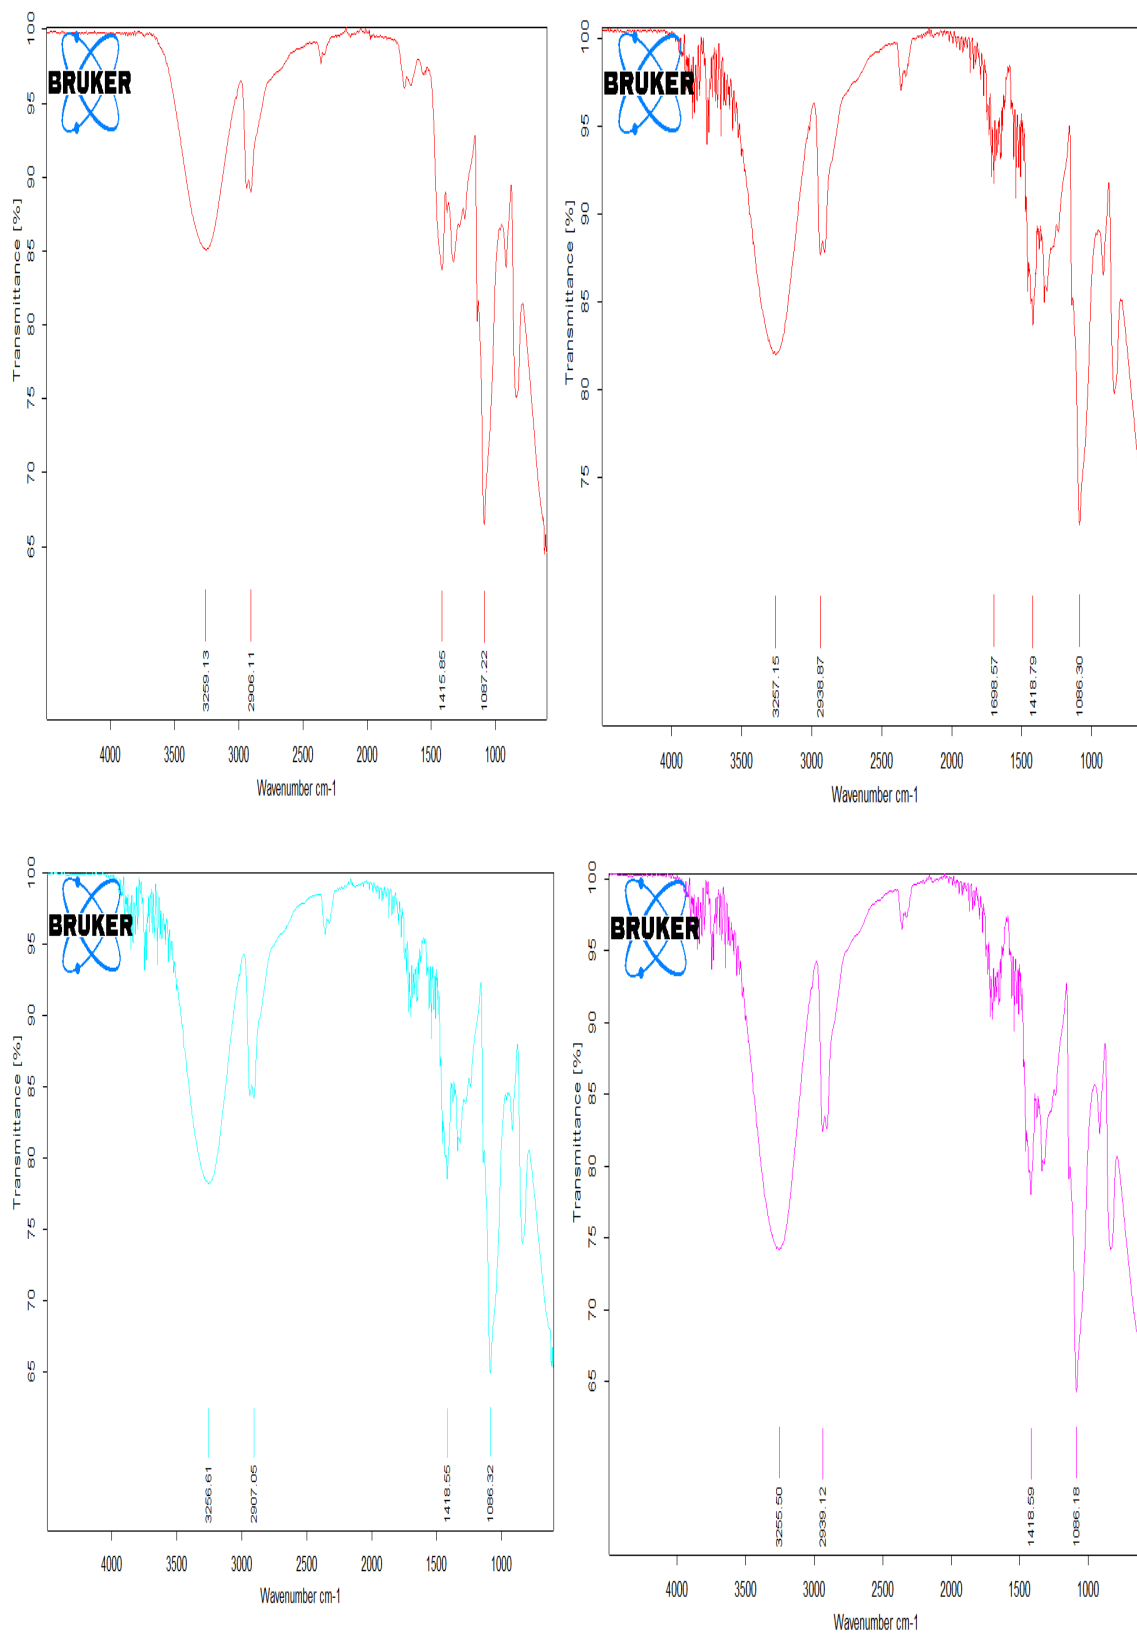 BRUKER
Transmittance [%]
100
95
90
85
80
75
70
65
3259.13
2906.11
1415.85
1087.22
4000 3500 3000 2500 2000 1500 1000
Wavenumber cm-1
BRUKER
Transmittance [%]
100
95
90
85
80
75
3257.15
2938.87
1698.57
1418.79
1086.30
4000 3500 3000 2500 2000 1500 1000
Wavenumber cm-1
BRUKER
Transmittance [%]
100
95
90
85
80
75
70
65
3256.61
2907.05
1418.55
1086.32
4000 3500 3000 2500 2000 1500 1000
Wavenumber cm-1
BRUKER
Transmittance [%]
100
95
90
85
80
75
70
65
3255.50
2939.12
1418.59
1086.18
4000 3500 3000 2500 2000 1500 1000
Wavenumber cm-1